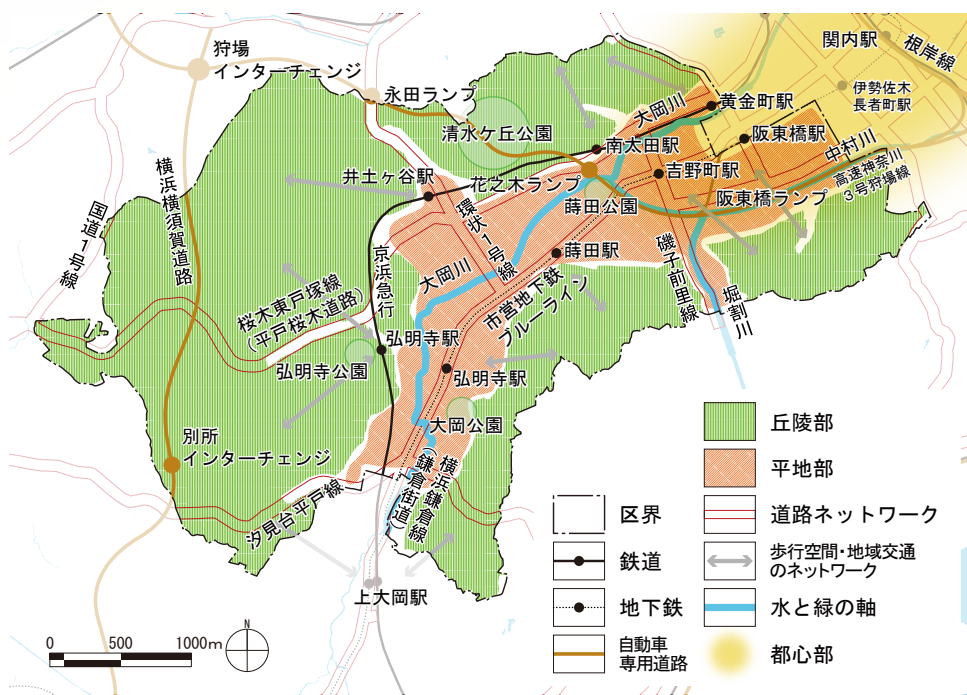 狩場
インターチェンジ
永田ランプ
清水ケ丘公園
大岡川
関内駅
根岸線
伊勢佐木
長者町駅
黄金町駅
阪東橋駅
中村川
南太田駅
吉野町駅
高速神奈川
3号狩場線
阪東橋ランプ
井土ヶ谷駅
花之木ランプ
蒔田公園
環状1号線
横浜横須賀道路
国道1号線
京浜急行
大岡川
蒔田駅
磯子前里線
堀割川
市営地下鉄
ブルーライン
桜木東戸塚線
(平戸桜木道路)
弘明寺駅
弘明寺公園
弘明寺駅
大岡公園
別所
インターチェンジ
汐見台平戸線
横浜鎌倉線
(鎌倉街道)
上大岡駅
丘陵部
平地部
区界
道路ネットワーク
鉄道
歩行空間・地域交通
のネットワーク
地下鉄
水と緑の軸
自動車
専用道路
都心部
0 500 1000m
N